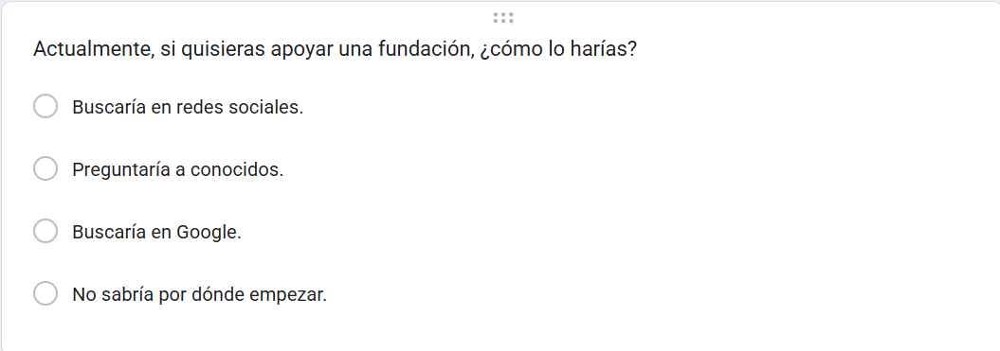 Actualmente, si quisieras apoyar una fundación, ¿cómo lo harías?
Buscaría en redes sociales.
Preguntaría a conocidos.
Buscaría en Google.
No sabría por dónde empezar.